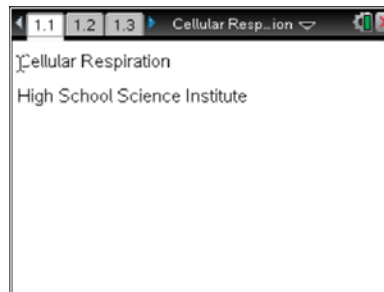 1.1 1.2 1.3 Cellular Resp...ion
Cellular Respiration
High School Science Institute